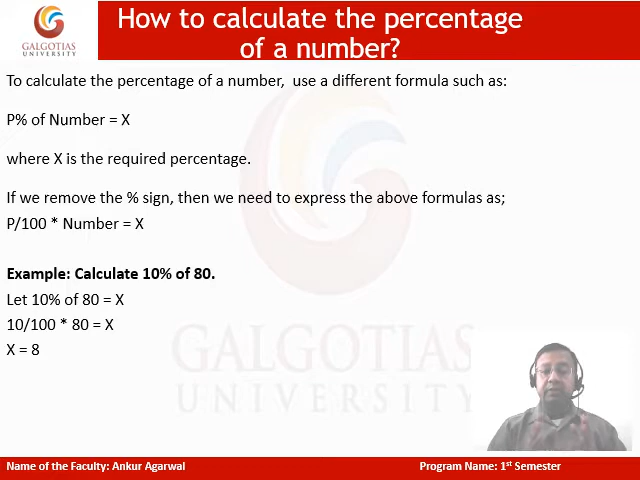 How to calculate the percentage
of a number?
GALGOTIAS
UNIVERSITY
To calculate the percentage of a number, use a different formula such as:
P% of Number = X
where X is the required percentage.
If we remove the % sign, then we need to express the above formulas as;
P/100 * Number = X
Example: Calculate 10% of 80.
Let 10% of 80 = X
10/100 * 80 = X
X = 8
GALGOTIAS
UNIVERSITY
Name of the Faculty: Ankur Agarwal
Program Name: 1st Semester